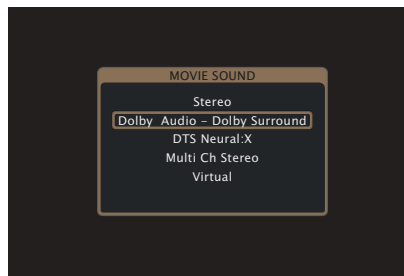 MOVIE SOUND
Stereo
Dolby Audio – Dolby Surround
DTS Neural:X
Multi Ch Stereo
Virtual